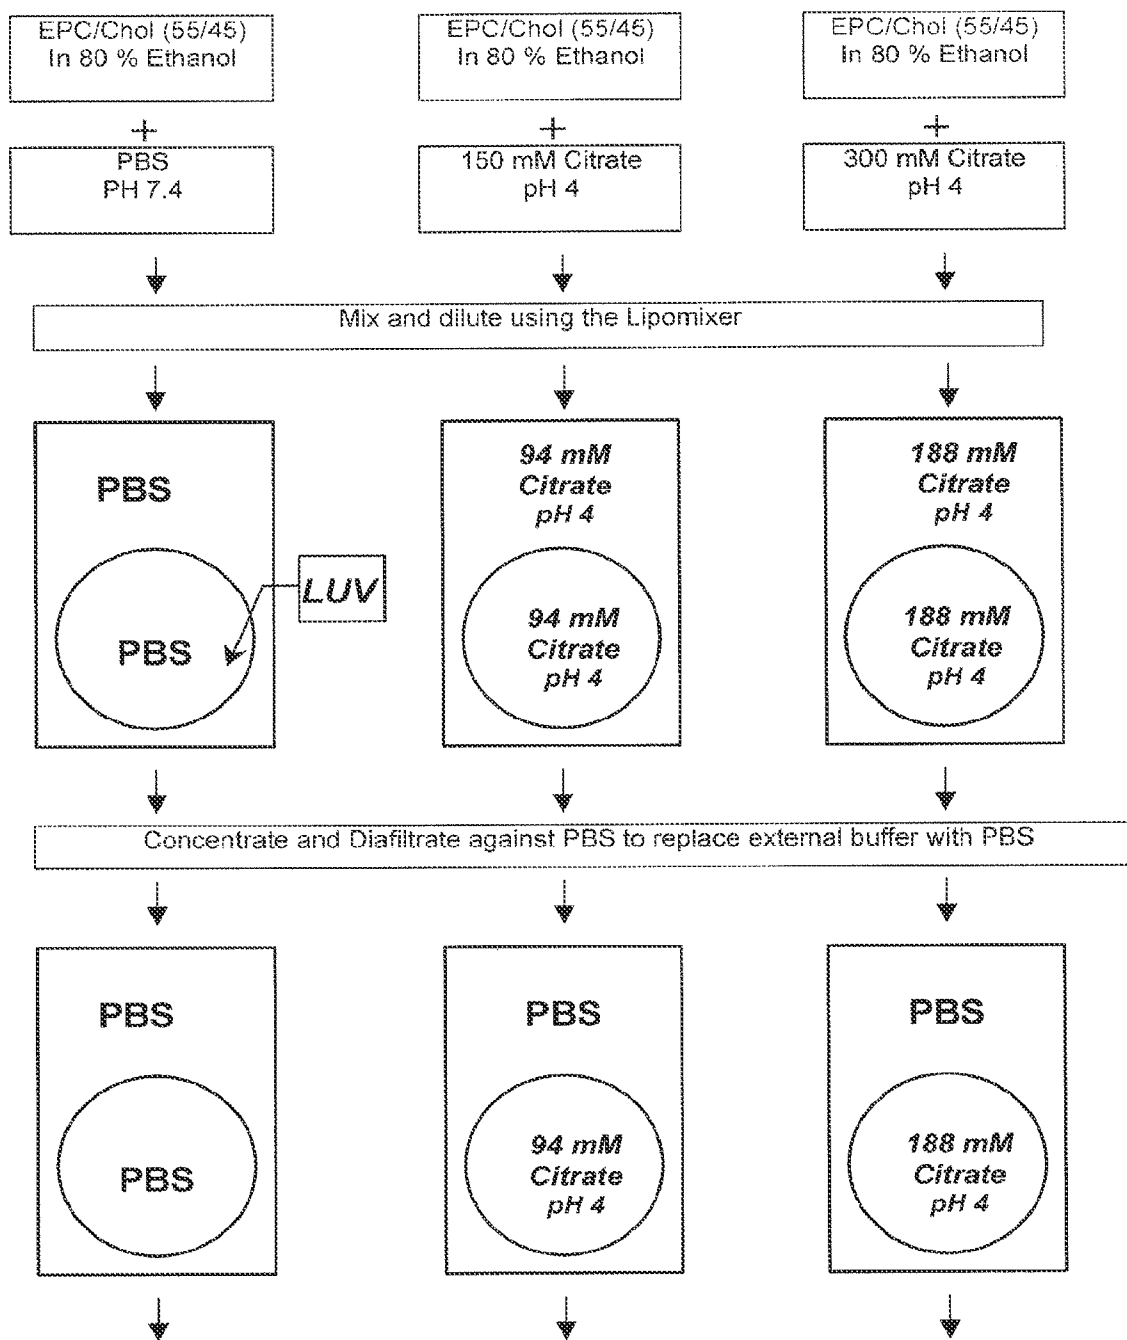 EPC/Chol (55/45)
In 80 % Ethanol
EPC/Chol (55/45)
In 80 % Ethanol
EPC/Chol (55/45)
In 80 % Ethanol
+
+
+
PBS
PH 7.4
150 mM Citrate
pH 4
300 mM Citrate
pH 4
Mix and dilute using the Lipomixer
PBS
94 mM
Citrate
pH 4
188 mM
Citrate
pH 4
LUV
PBS
94 mM
Citrate
pH 4
188 mM
Citrate
pH 4
Concentrate and Diafiltrate against PBS to replace external buffer with PBS
PBS
PBS
PBS
PBS
94 mM
Citrate
pH 4
188 mM
Citrate
pH 4